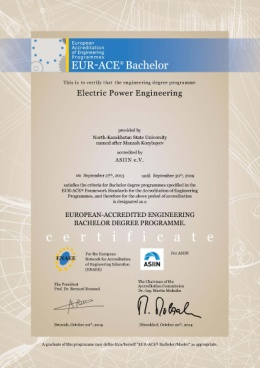 European
Accreditation
of Engineering
Programmes
EUR-ACE® Bachelor
This is to certify that the engineering degree programme
Electric Power Engineering
provided by
North-Kazakhstan State University
named after Manash Kozybayev
accredited by
ASIIN e.V.
on September 27th, 2013 until September 30th, 2019
satisfies the criteria for Bachelor degree programmes specified in the
EUR-ACE® Framework Standards for the Accreditation of Engineering
Programmes, and therefore for the above period of accreditation
is designated as a
EUROPEAN-ACCREDITED ENGINEERING
BACHELOR DEGREE PROGRAMME.
certificate
ENAEE
For the European
Network for Accreditation
of Engineering Education
(ENAEE)
ASIIN
For ASIIN
The President
Prof. Dr. Bernard Remaud
The Chairman of the
Accreditation Commission
Dr.-Ing. Martin Molzahn
Brussels, October 20th, 2014
Düsseldorf, October 20th, 2014
A graduate of this programme may define him/herself "EUR-ACE® Bachelor/Master" as appropriate.